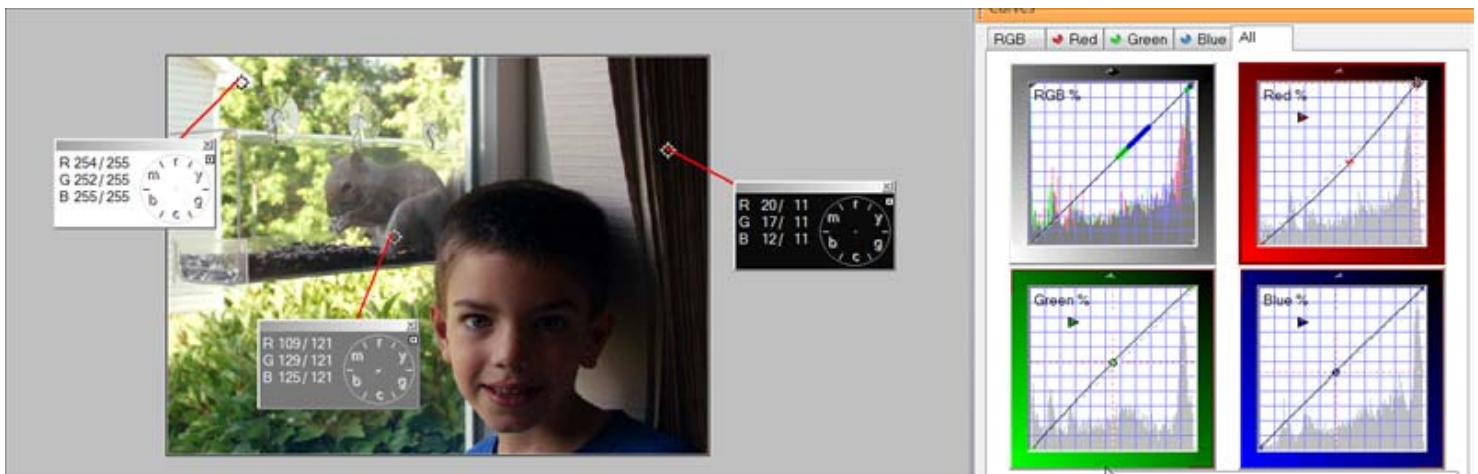 Curves
RGB Red Green Blue All
RGB %
Red %
Green %
Blue %
R 254/255
G 252/255
B 255/255
r y g c b m
R 20/ 11
G 17/ 11
B 12/ 11
r y g c b m
R 109/121
G 129/121
B 125/121
r y g c b m